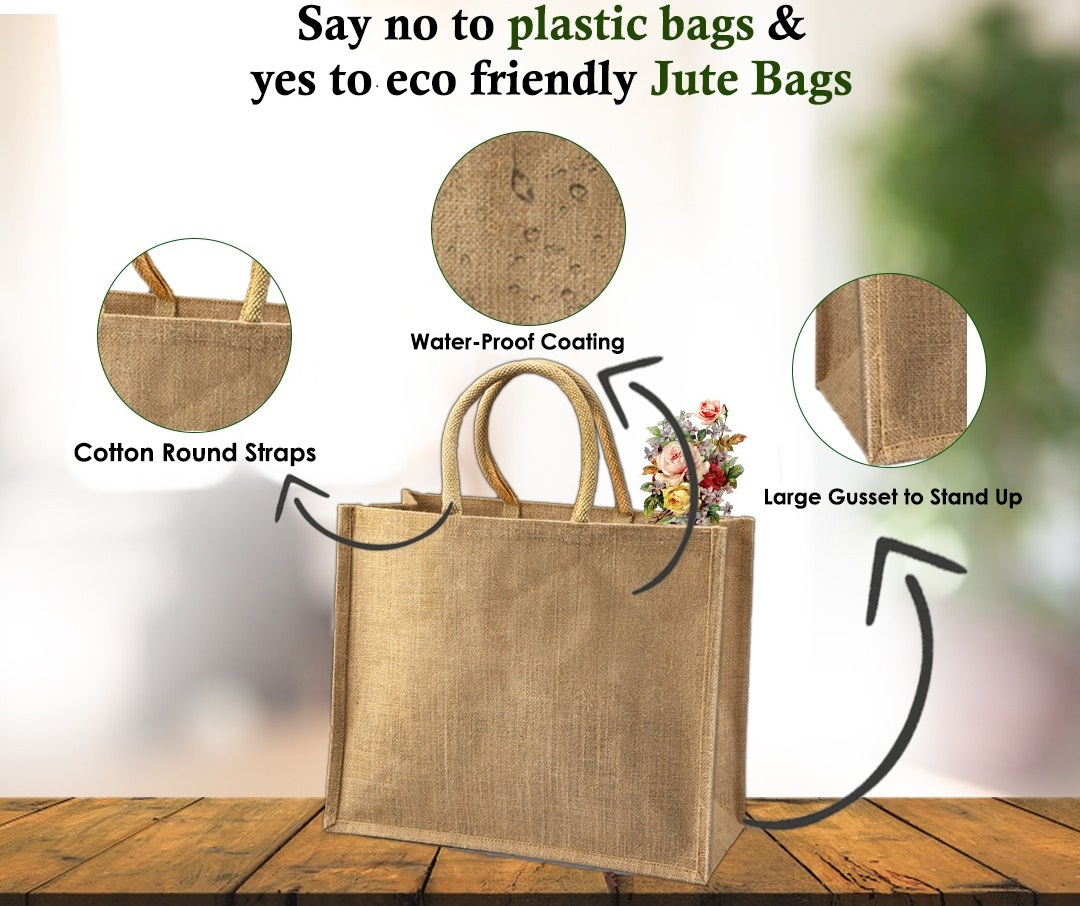 Say no to plastic bags &
yes to eco friendly Jute Bags
Water-Proof Coating
Cotton Round Straps
Large Gusset to Stand Up